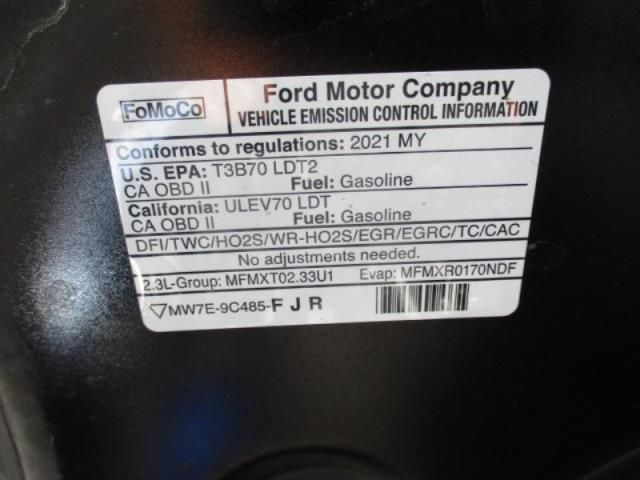 FoMoCo
Ford Motor Company
VEHICLE EMISSION CONTROL INFORMATION
Conforms to regulations: 2021 MY
U.S. EPA: T3B70 LDT2
CA OBD II Fuel: Gasoline
California: ULEV70 LDT
CA OBD II Fuel: Gasoline
DFI/TWC/HO2S/WR-HO2S/EGR/EGRC/TC/CAC
No adjustments needed.
2.3L-Group: MFMXT02.33U1 Evap: MFMXR0170NDF
▽MW7E-9C485-F J R